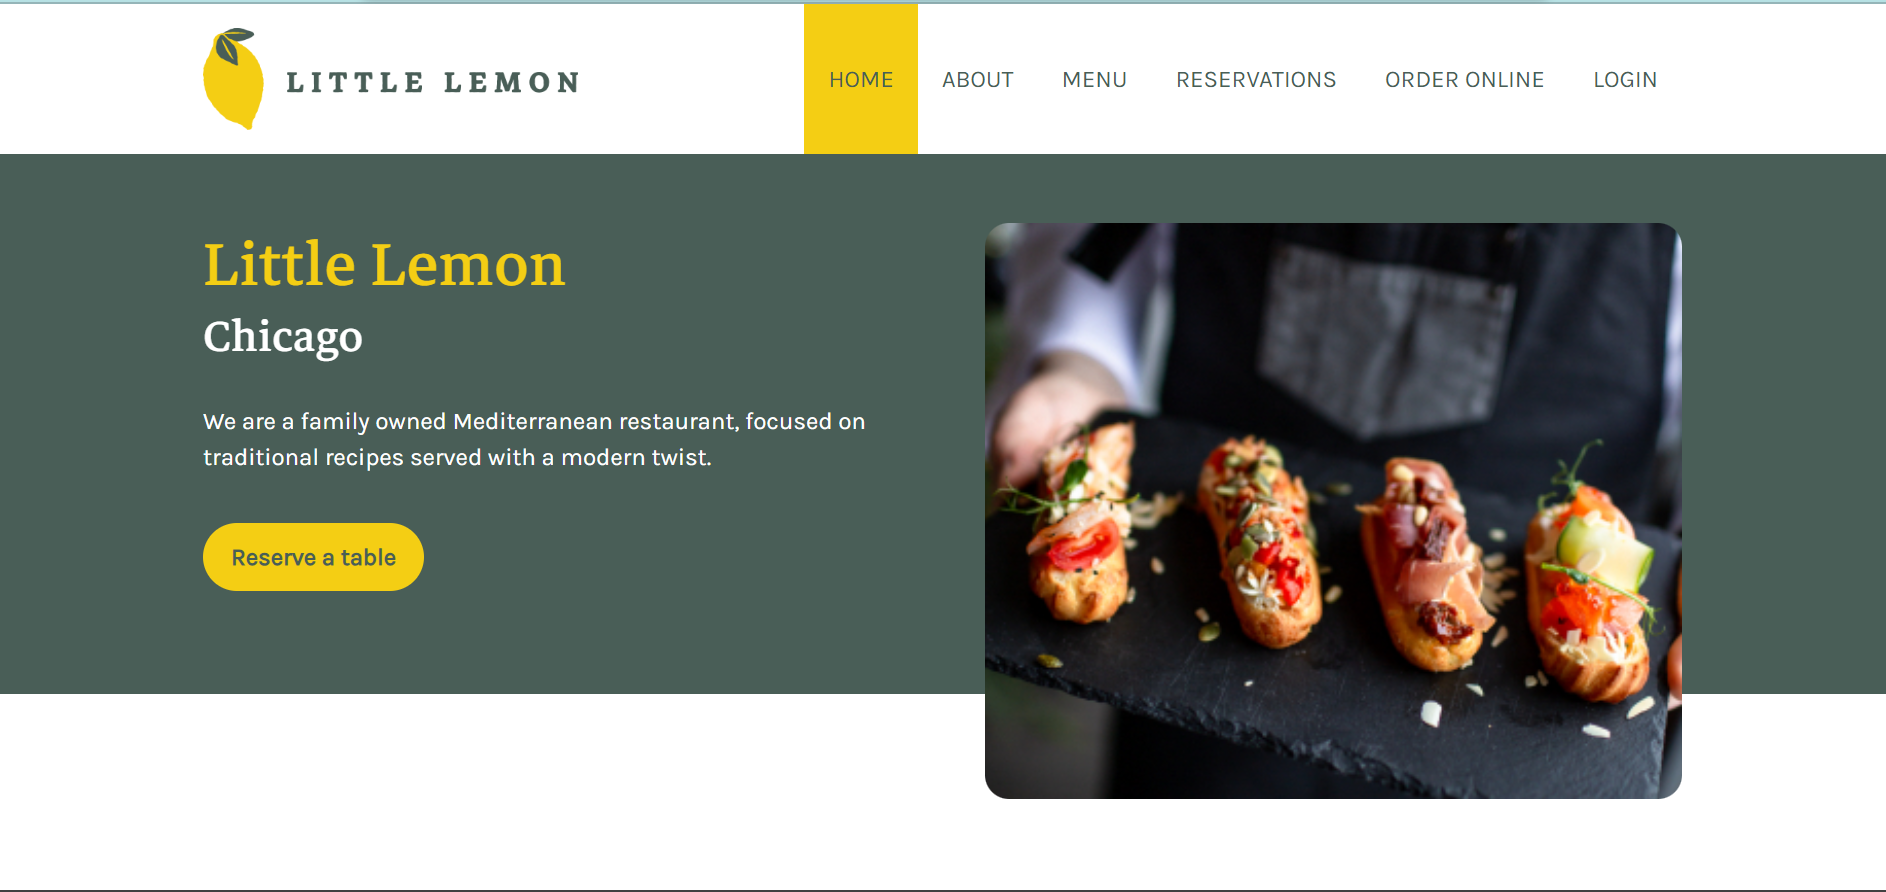 LITTLE LEMON
HOME ABOUT MENU RESERVATIONS ORDER ONLINE LOGIN
Little Lemon
Chicago
We are a family owned Mediterranean restaurant, focused on
traditional recipes served with a modern twist.
Reserve a table